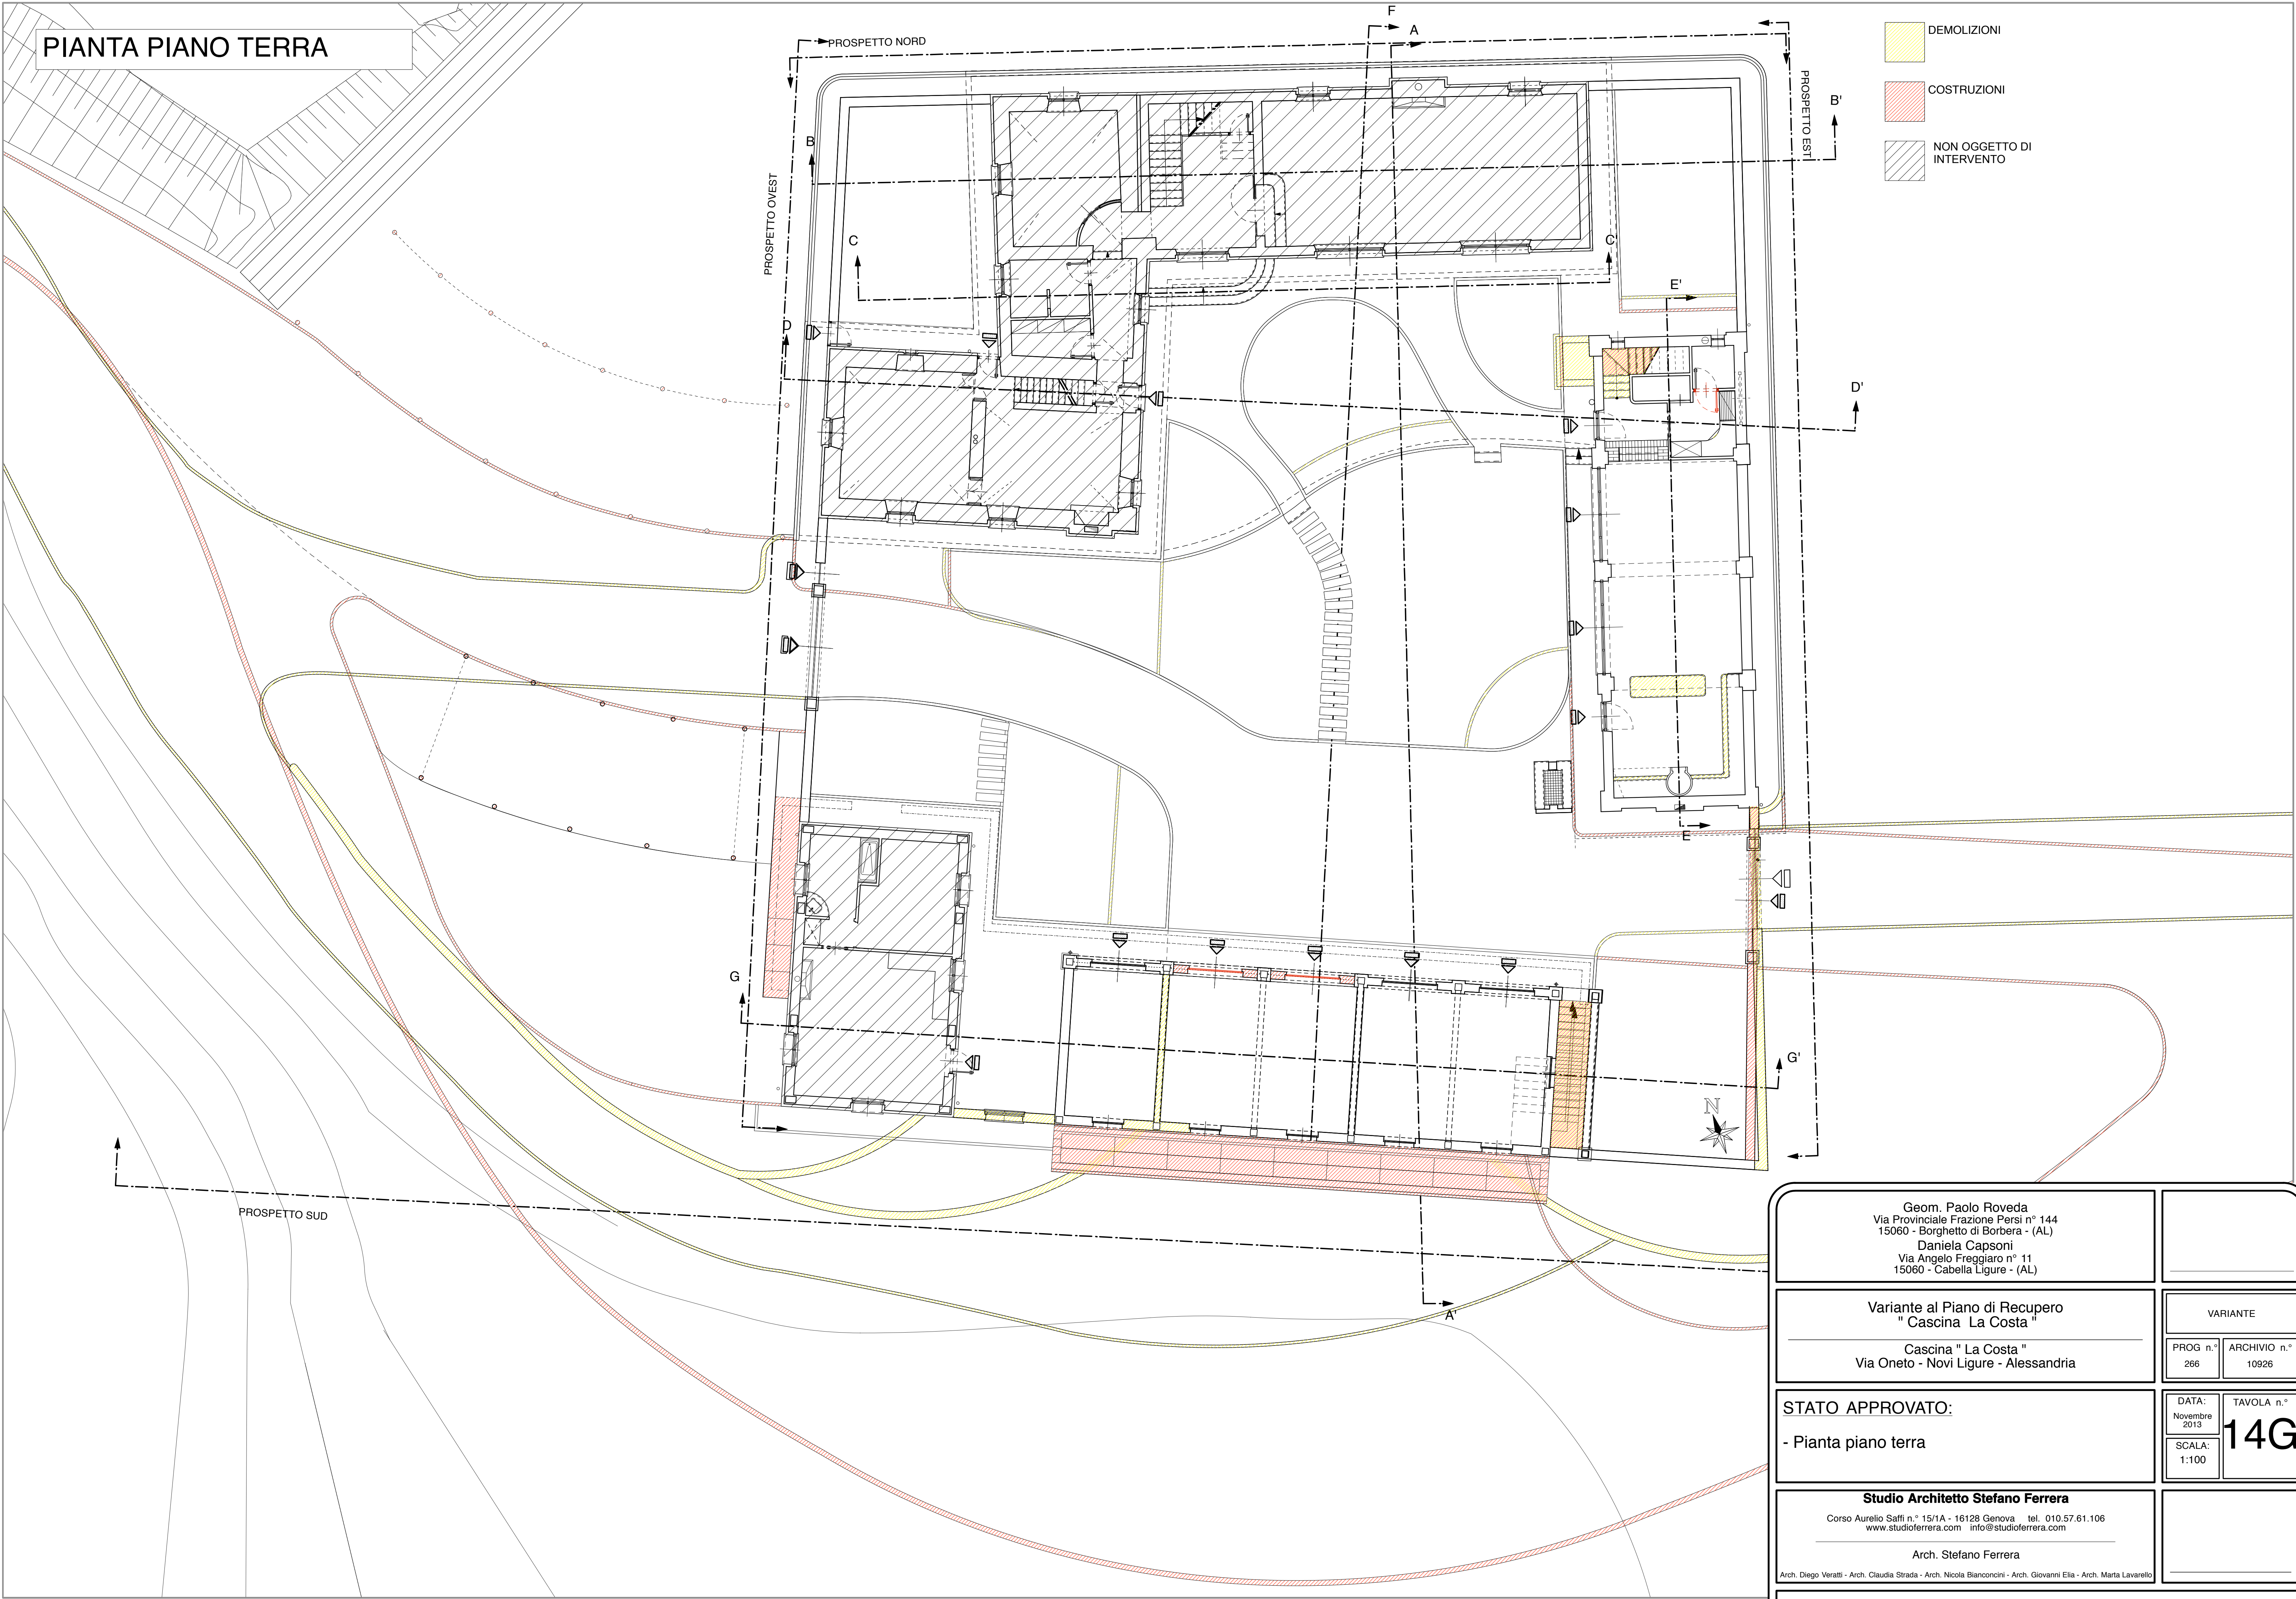 PIANTA PIANO TERRA
PROSPETTO NORD
F
A
DEMOLIZIONI
COSTRUZIONI
NON OGGETTO DI
INTERVENTO
PROSPETTO EST
B'
B
PROSPETTO OVEST
C
C'
E'
D
D'
E
G
G'
N
PROSPETTO SUD
A'
Geom. Paolo Roveda
Via Provinciale Frazione Persi n° 144
15060 - Borghetto di Borbera - (AL)
Daniela Capsoni
Via Angelo Freggiaro n° 11
15060 - Cabella Ligure - (AL)
Variante al Piano di Recupero
" Cascina La Costa "
Cascina " La Costa "
Via Oneto - Novi Ligure - Alessandria
VARIANTE
PROG n.°
266
ARCHIVIO n.°
10926
STATO APPROVATO:
- Pianta piano terra
DATA:
Novembre
2013
SCALA:
1:100
TAVOLA n.°
14G
Studio Architetto Stefano Ferrera
Corso Aurelio Saffi n.° 15/1A - 16128 Genova tel. 010.57.61.106
www.studioferrera.com info@studioferrera.com
Arch. Stefano Ferrera
Arch. Diego Veratti - Arch. Claudia Strada - Arch. Nicola Bianconcini - Arch. Giovanni Elia - Arch. Marta Lavarello